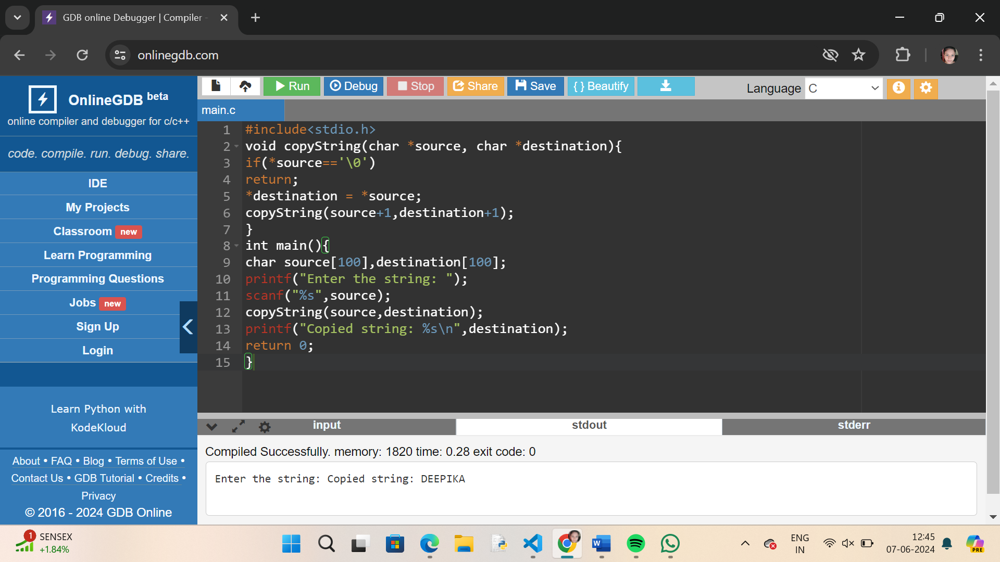 GDB online Debugger | Compiler -
onlinegdb.com
OnlineGDB beta
online compiler and debugger for c/c++
code. compile. run. debug. share.
IDE
My Projects
Classroom new
Learn Programming
Programming Questions
Jobs new
Sign Up
Login
Learn Python with
KodeKloud
About • FAQ • Blog • Terms of Use •
Contact Us • GDB Tutorial • Credits •
Privacy
© 2016 - 2024 GDB Online
Run Debug Stop Share Save { } Beautify Language C
main.c
1 #include<stdio.h>
2 void copyString(char *source, char *destination){
3 if(*source=='\0')
4 return;
5 *destination = *source;
6 copyString(source+1,destination+1);
7 }
8 int main(){
9 char source[100],destination[100];
10 printf("Enter the string: ");
11 scanf("%s",source);
12 copyString(source,destination);
13 printf("Copied string: %s\n",destination);
14 return 0;
15 }
input stdout stderr
Compiled Successfully. memory: 1820 time: 0.28 exit code: 0
Enter the string: Copied string: DEEPIKA
1 SENSEX
+1.84%
W
ENG
IN
12:45
07-06-2024
PRE